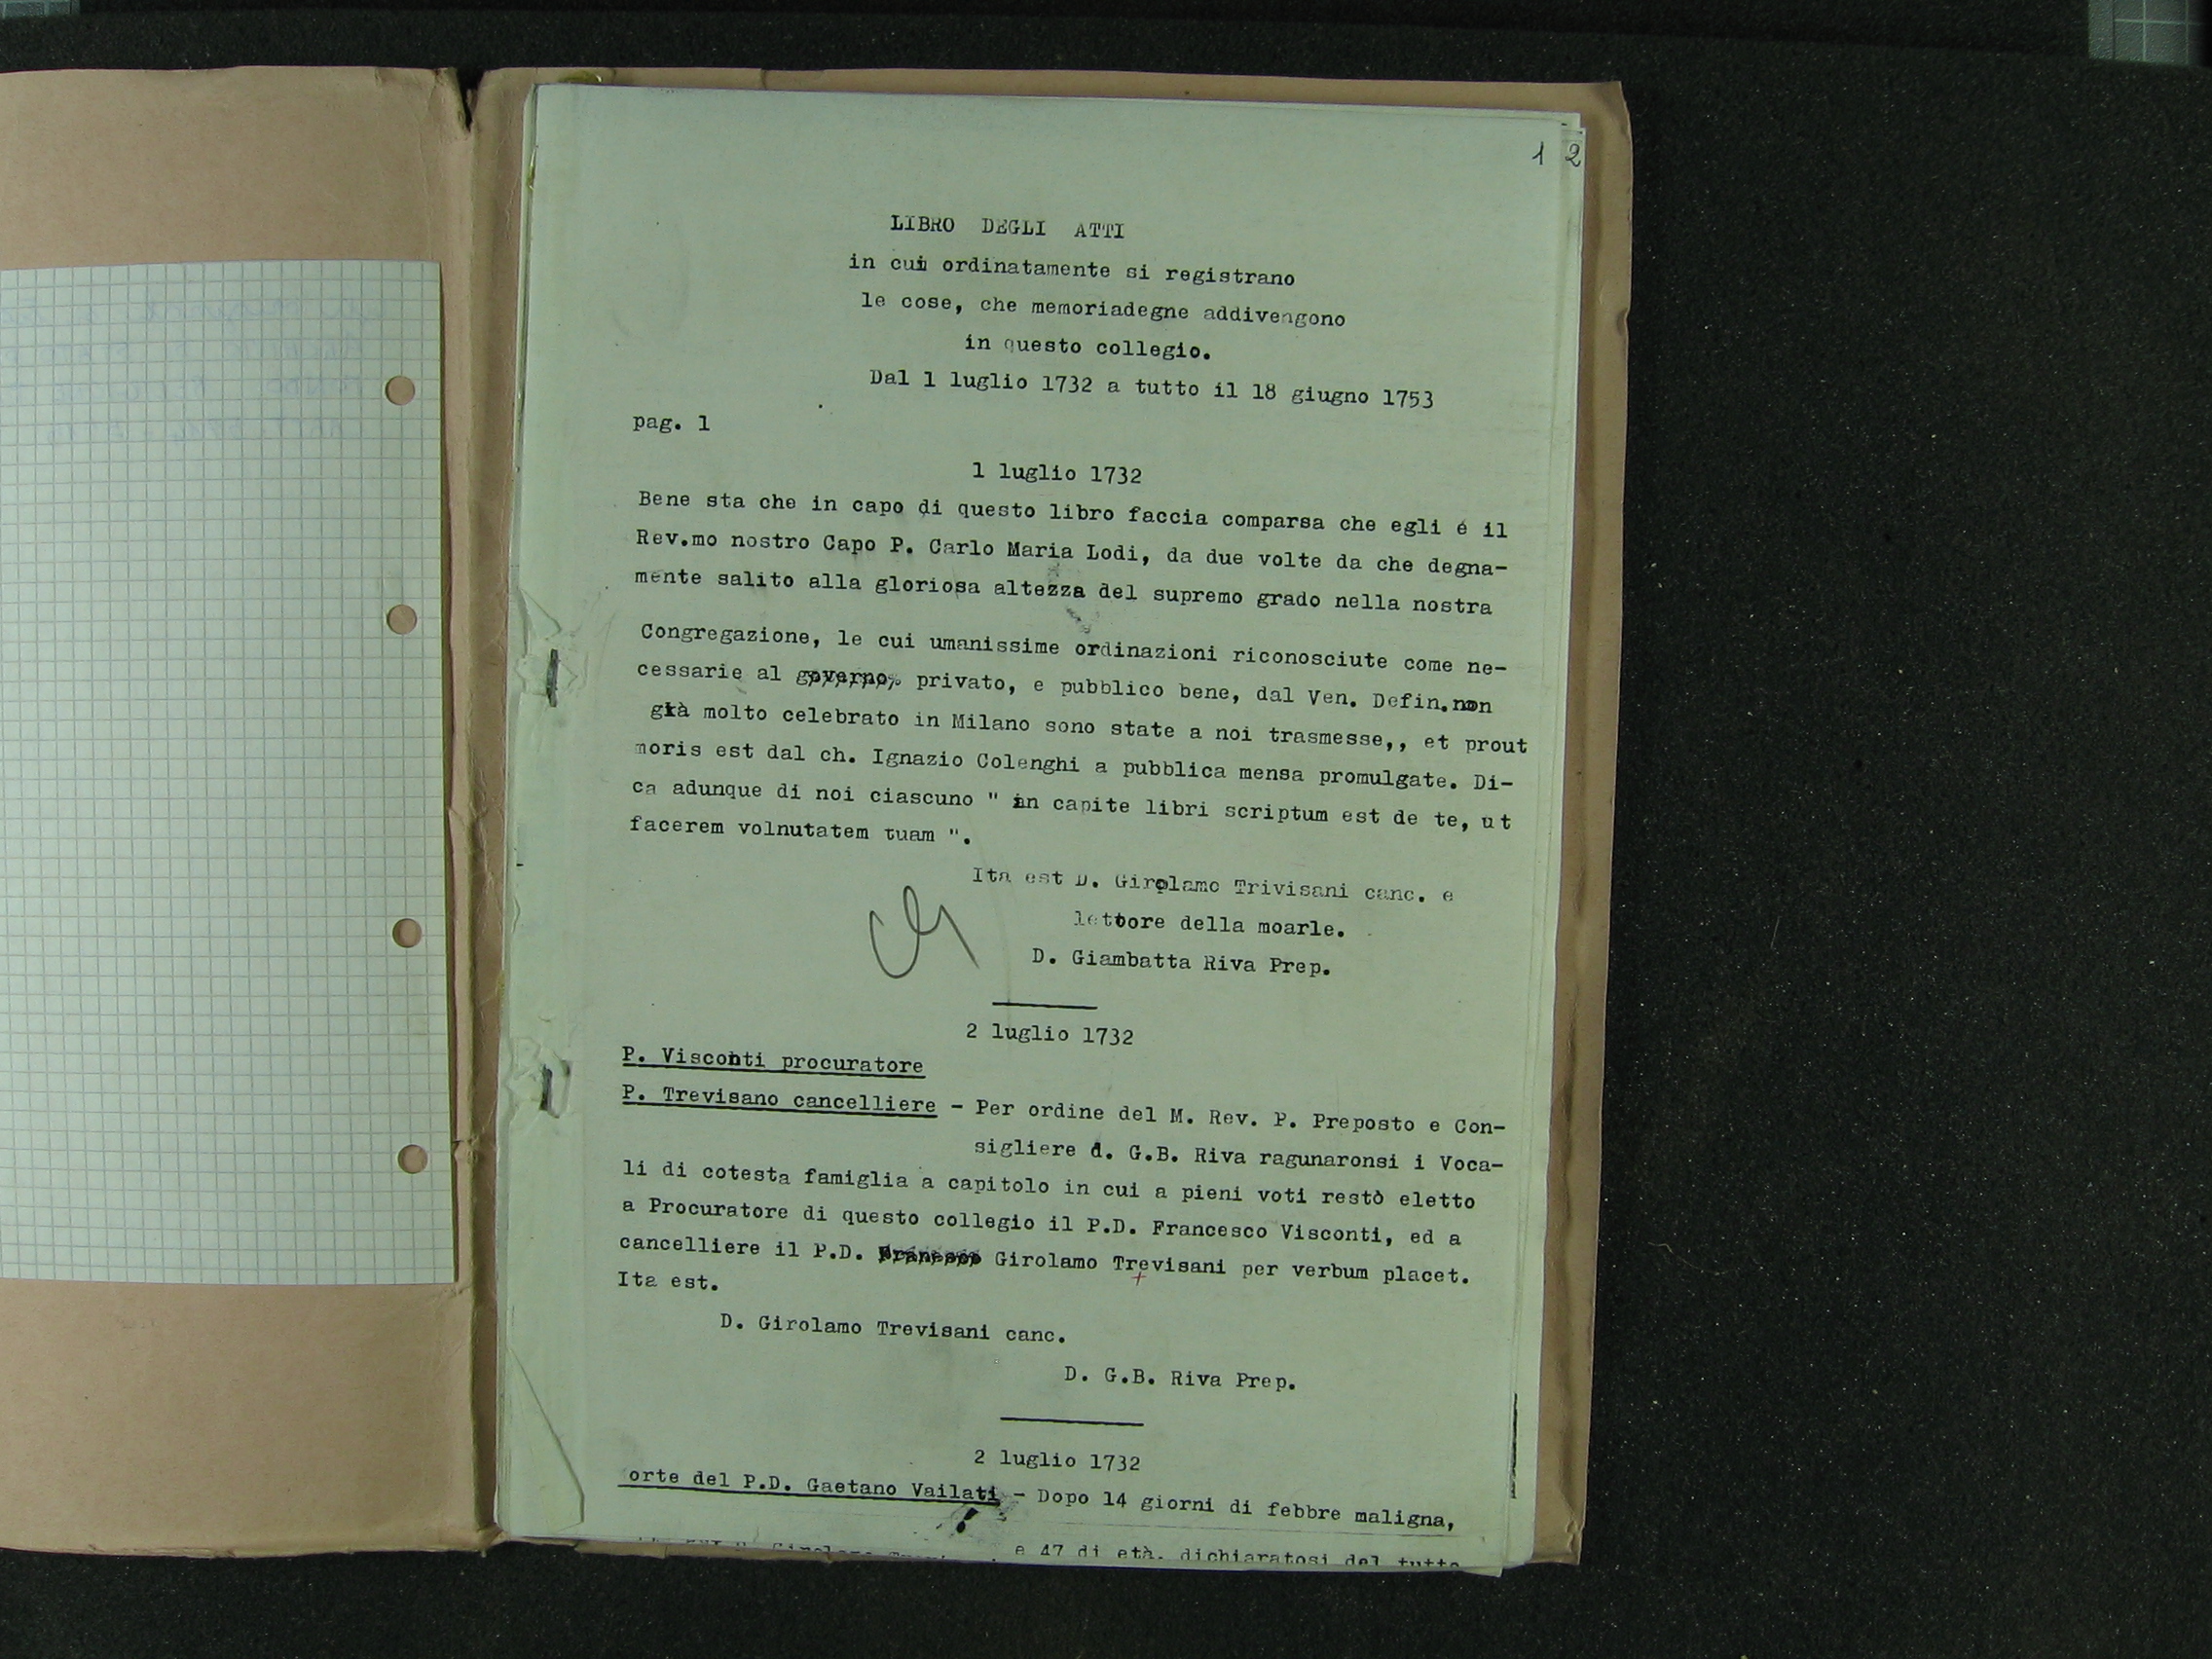 1 2
LIBRO DEGLI ATTI
in cui ordinatamente si registrano
le cose, che memoriadegne addivengono
in questo collegio.
Dal 1 luglio 1732 a tutto il 18 giugno 1753
pag. 1
1 luglio 1732
Bene sta che in capo di questo libro faccia comparsa che egli é il
Rev.mo nostro Capo P. Carlo Maria Lodi, da due volte da che degna-
mente salito alla gloriosa altezza del supremo grado nella nostra
Congregazione, le cui umanissime ordinazioni riconosciute come ne-
cessarie al governo, privato, e pubblico bene, dal Ven. Defin. non
già molto celebrato in Milano sono state a noi trasmesse,, et prout
moris est dal ch. Ignazio Colenghi a pubblica mensa promulgate. Di-
ca adunque di noi ciascuno " in capite libri scriptum est de te, ut
facerem volnutatem tuam ".
Ita est D. Girolamo Trivisani canc. e
lettore della moarle.
D. Giambatta Riva Prep.
2 luglio 1732
P. Visconti procuratore
P. Trevisano cancelliere - Per ordine del M. Rev. P. Preposto e Con-
sigliere d. G.B. Riva ragunaronsi i Voca-
li di cotesta famiglia a capitolo in cui a pieni voti restò eletto
a Procuratore di questo collegio il P.D. Francesco Visconti, ed a
cancelliere il P.D. Girolamo Trevisani per verbum placet.
Ita est.
D. Girolamo Trevisani canc.
D. G.B. Riva Prep.
2 luglio 1732
orte del P.D. Gaetano Vailati - Dopo 14 giorni di febbre maligna,
e 47 di età, dichiaratosi del tutto